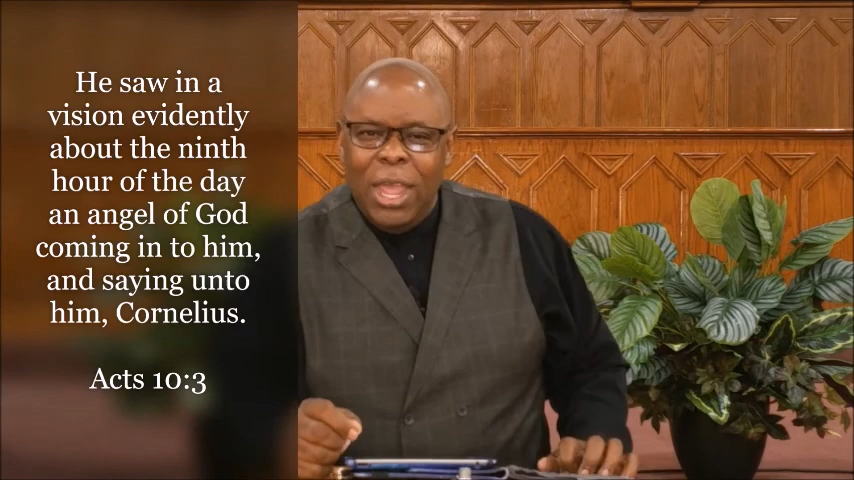 He saw in a
vision evidently
about the ninth
hour of the day
an angel of God
coming in to him,
and saying unto
him, Cornelius.
Acts 10:3